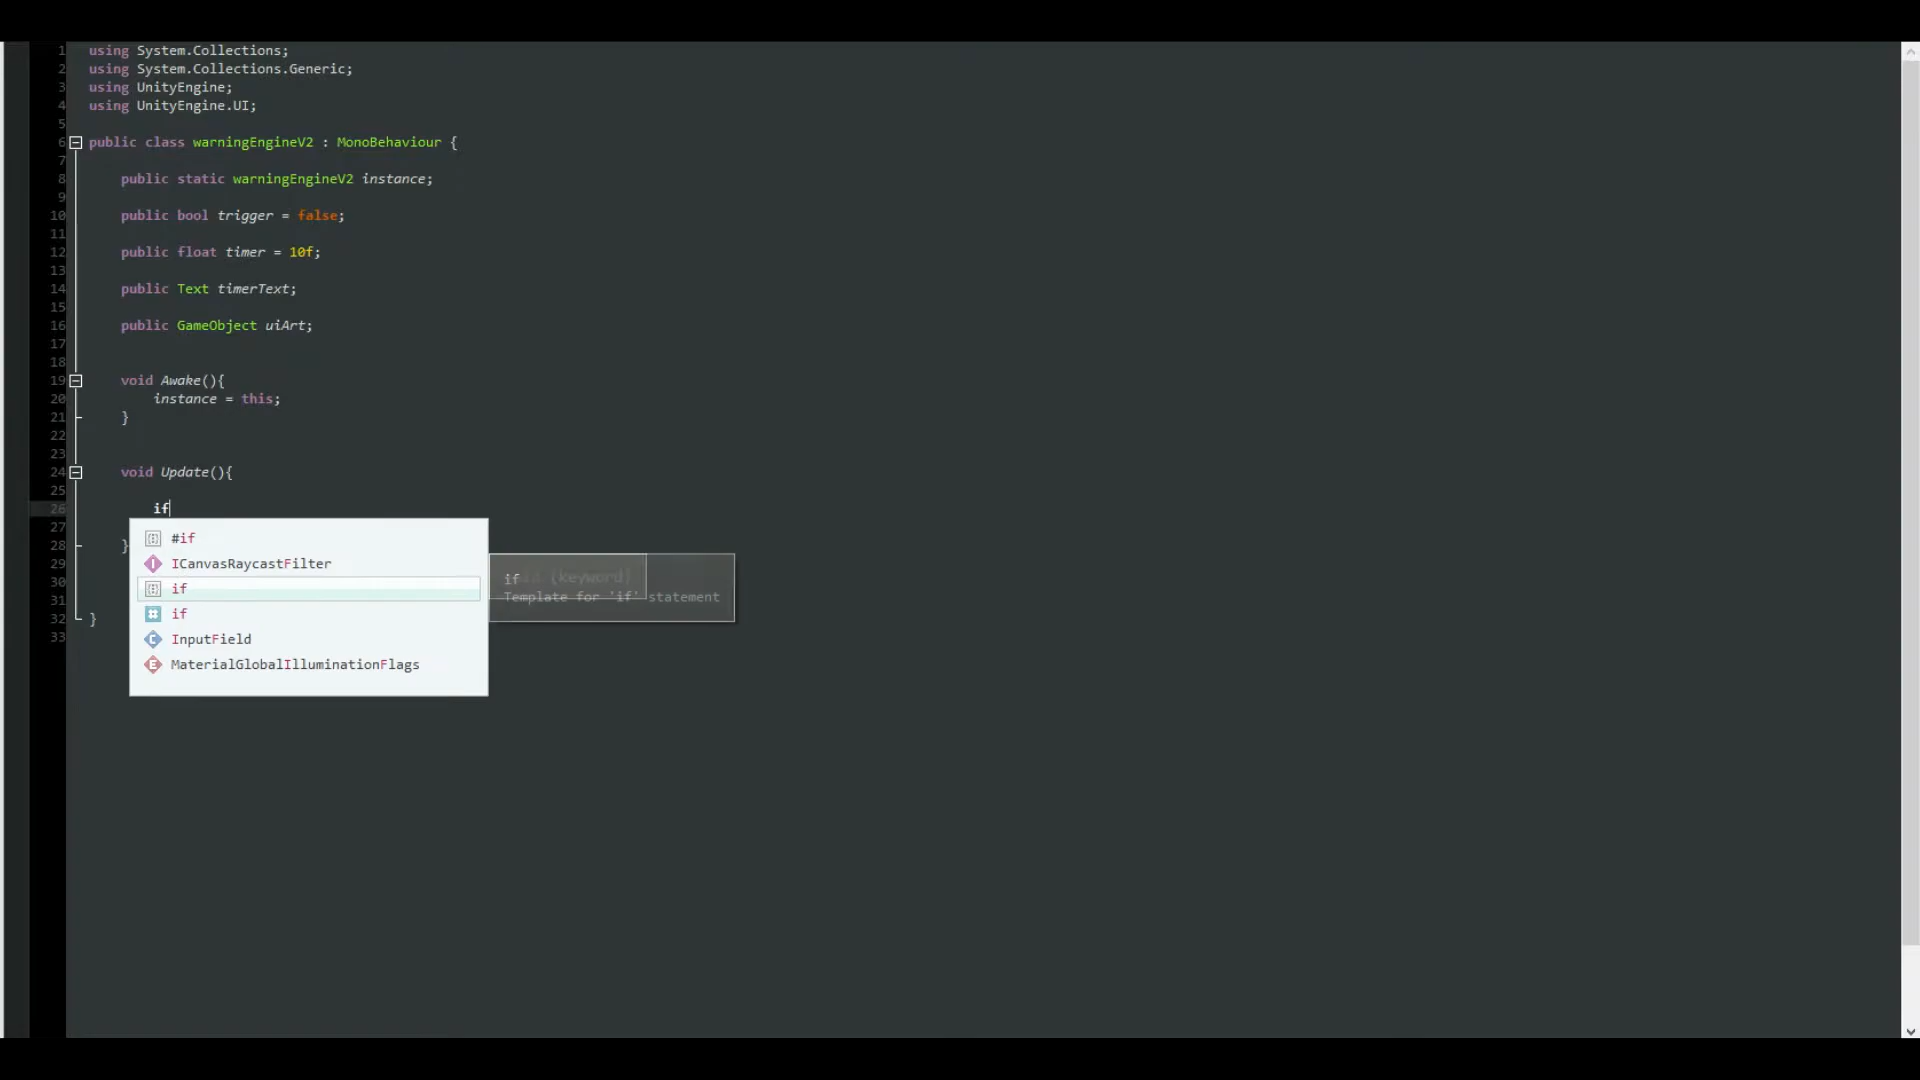 1 using System.Collections;
2 using System.Collections.Generic;
3 using UnityEngine;
4 using UnityEngine.UI;
5
6 public class warningEngineV2 : MonoBehaviour {
7
8 public static warningEngineV2 instance;
9
10 public bool trigger = false;
11
12 public float timer = 10f;
13
14 public Text timerText;
15
16 public GameObject uiArt;
17
18
19 void Awake(){
20 instance = this;
21 }
22
23
24 void Update(){
25
26 if
27
28 }
29
30
31
32 }
33
#if
ICanvasRaycastFilter
if
if
InputField
MaterialGlobalIlluminationFlags
if (keyword)
Template for 'if' statement